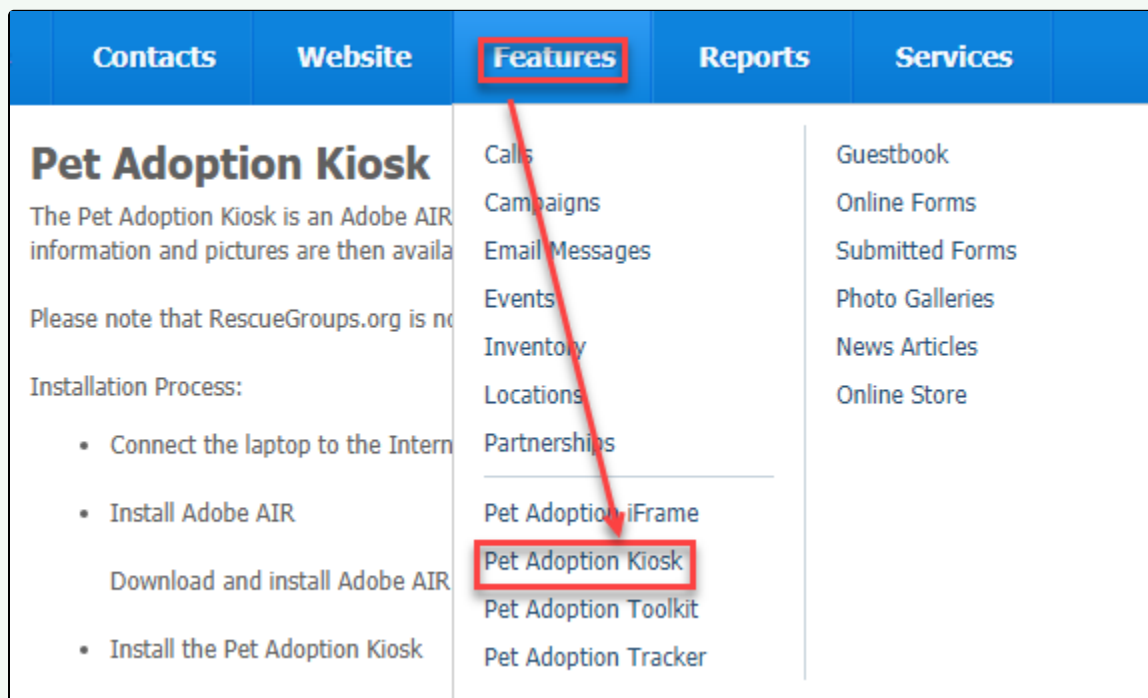 Contacts Website Features Reports Services
Pet Adoption Kiosk
The Pet Adoption Kiosk is an Adobe AIR
information and pictures are then availa
Please note that RescueGroups.org is no
Installation Process:
• Connect the laptop to the Intern
• Install Adobe AIR
Download and install Adobe AIR
• Install the Pet Adoption Kiosk
Calls
Campaigns
Email Messages
Events
Inventory
Locations
Partnerships
Pet Adoption iFrame
Pet Adoption Kiosk
Pet Adoption Toolkit
Pet Adoption Tracker
Guestbook
Online Forms
Submitted Forms
Photo Galleries
News Articles
Online Store